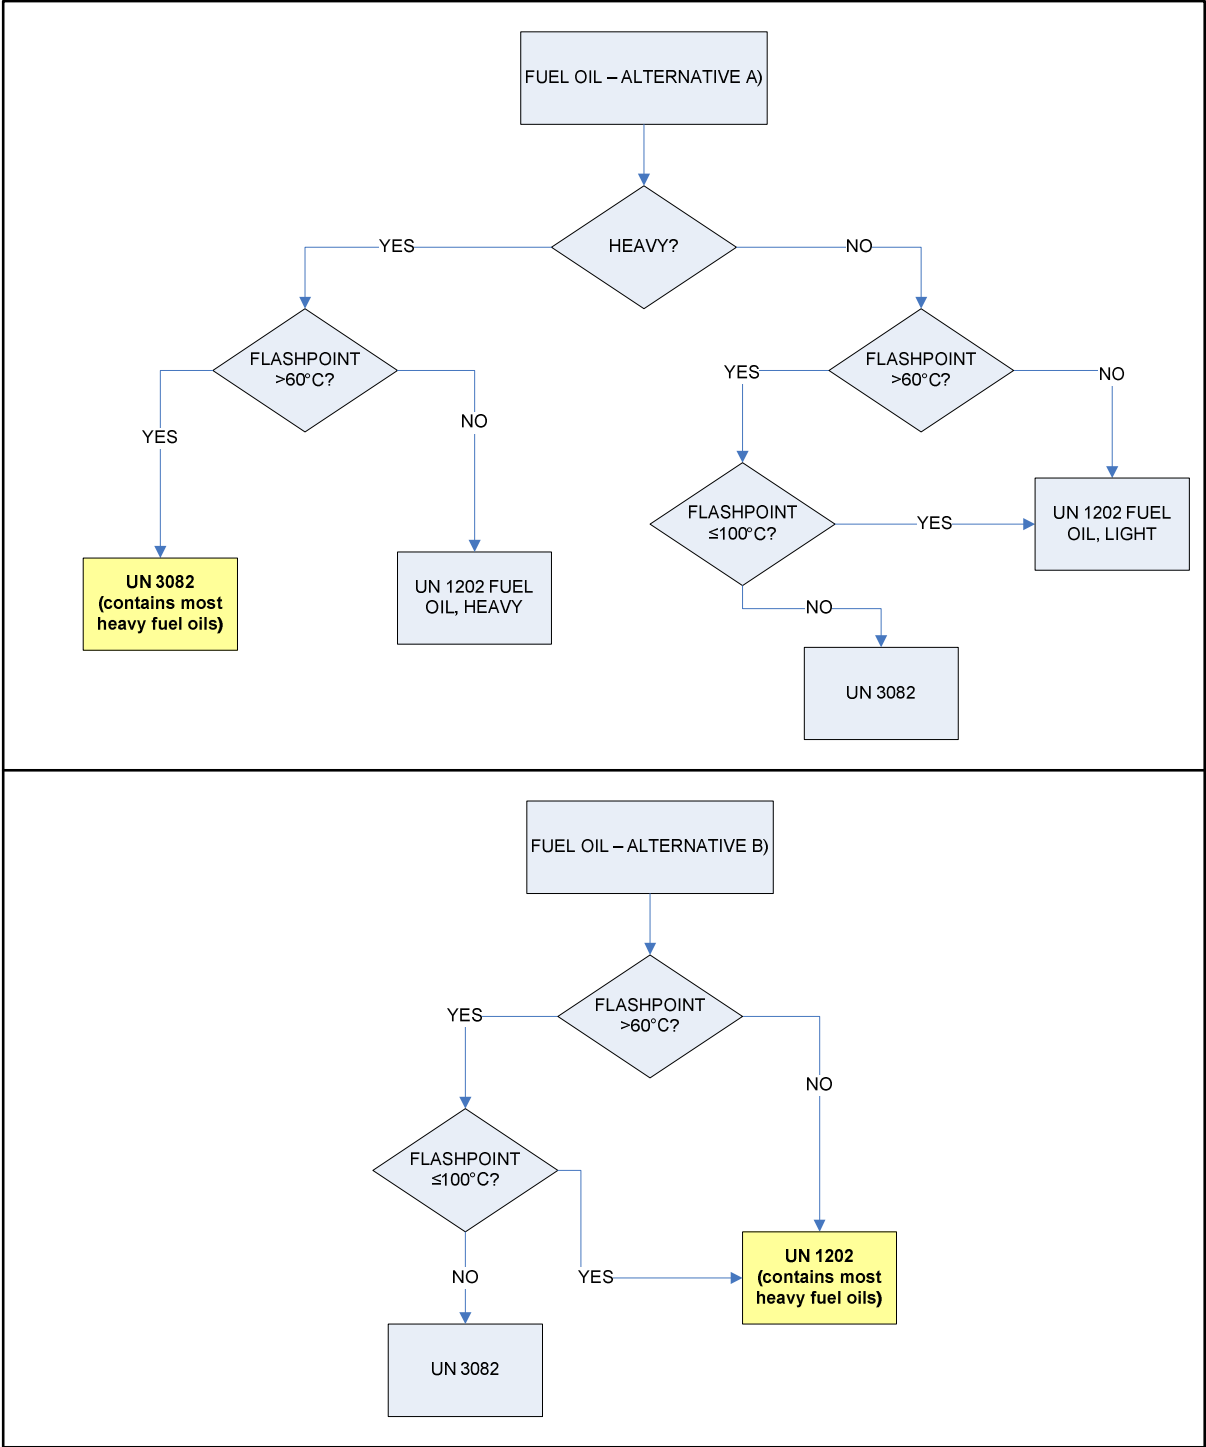 FUEL OIL – ALTERNATIVE A)
HEAVY?
YES
NO
FLASHPOINT
>60°C?
FLASHPOINT
>60°C?
YES
NO
YES
NO
FLASHPOINT
≤100°C?
YES
UN 1202 FUEL
OIL, LIGHT
UN 3082
(contains most
heavy fuel oils)
UN 1202 FUEL
OIL, HEAVY
NO
UN 3082
FUEL OIL – ALTERNATIVE B)
FLASHPOINT
>60°C?
YES
NO
FLASHPOINT
≤100°C?
NO
YES
UN 1202
(contains most
heavy fuel oils)
UN 3082